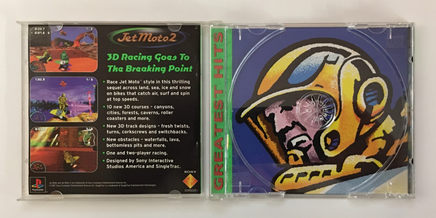 Jet Moto 2
3D Racing Goes To
The Breaking Point
• Race Jet Moto style in this thrilling
sequel across land, sea, ice and snow
on bikes that catch air, surf and spin
at top speeds.
• 10 new 3D courses - canyons,
cities, forests, caverns, roller
coasters and more.
• New 3D track designs - fresh twists,
turns, corkscrews and switchbacks.
• New obstacles - waterfalls, lava,
bottomless pits and more.
• One and two-player racing.
• Designed by Sony Interactive
Studios America and SingleTrac.
GREATEST HITS